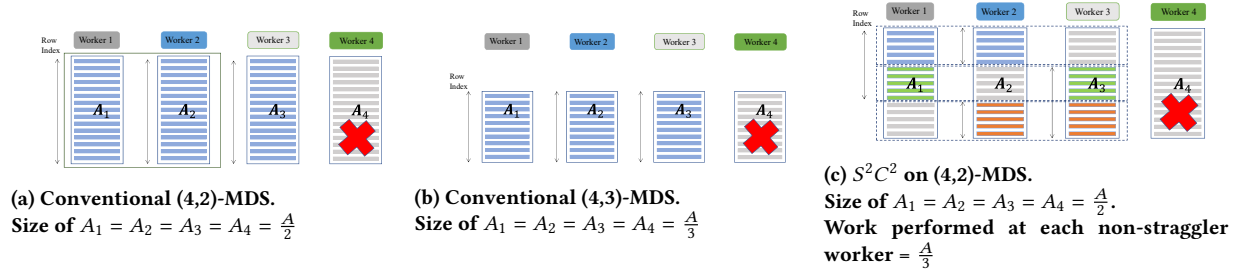 Worker 1
Worker 2
Worker 3
Worker 4
Row
Index
A₁
A₂
A₃
A₄
(a) Conventional (4,2)-MDS.
Size of A₁ = A₂ = A₃ = A₄ = A/2
Worker 1
Worker 2
Worker 3
Worker 4
Row
Index
A₁
A₂
A₃
A₄
(b) Conventional (4,3)-MDS.
Size of A₁ = A₂ = A₃ = A₄ = A/3
Worker 1
Worker 2
Worker 3
Worker 4
Row
Index
A₁
A₂
A₃
A₄
(c) S²C² on (4,2)-MDS.
Size of A₁ = A₂ = A₃ = A₄ = A/2.
Work performed at each non-straggler
worker = A/3